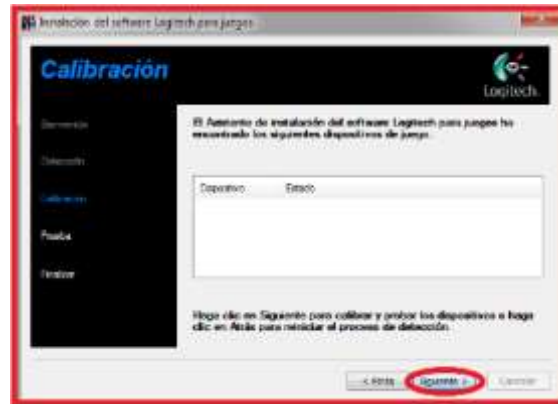 Instalación del software Logitech para juegos
Calibración
Logitech
Bienvenida
Detección
Calibración
Prueba
Finalizar
El Asistente de instalación del software Logitech para juegos ha
encontrado los siguientes dispositivos de juego.
Dispositivo Estado
Haga clic en Siguiente para calibrar y probar los dispositivos o haga
clic en Atrás para reiniciar el proceso de detección.
< Atrás Siguiente > Cancelar